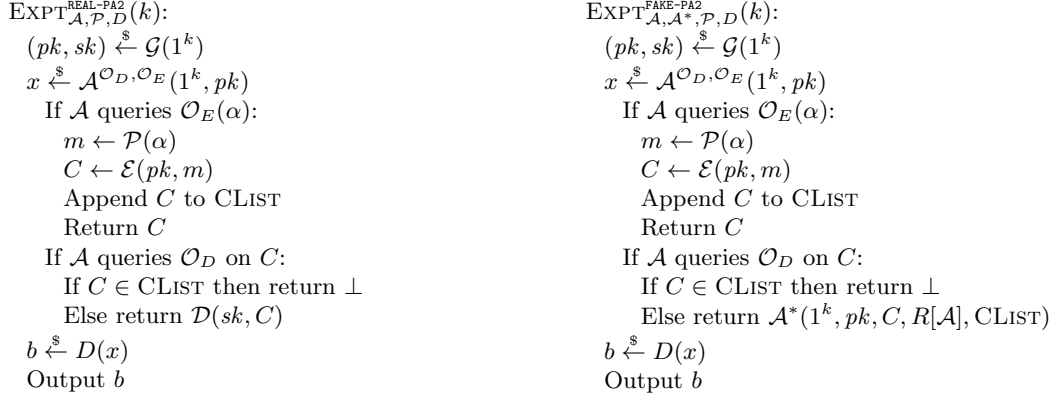 EXPT^{REAL-PA2}_{𝒜,𝒫,D}(k):
(pk, sk) ←$ 𝒢(1^k)
x ←$ 𝒜^{𝒪_D,𝒪_E}(1^k, pk)
If 𝒜 queries 𝒪_E(α):
m ← 𝒫(α)
C ← ℰ(pk, m)
Append C to CLIST
Return C
If 𝒜 queries 𝒪_D on C:
If C ∈ CLIST then return ⊥
Else return 𝒟(sk, C)
b ←$ D(x)
Output b
EXPT^{FAKE-PA2}_{𝒜,𝒜*,𝒫,D}(k):
(pk, sk) ←$ 𝒢(1^k)
x ←$ 𝒜^{𝒪_D,𝒪_E}(1^k, pk)
If 𝒜 queries 𝒪_E(α):
m ← 𝒫(α)
C ← ℰ(pk, m)
Append C to CLIST
Return C
If 𝒜 queries 𝒪_D on C:
If C ∈ CLIST then return ⊥
Else return 𝒜*(1^k, pk, C, R[𝒜], CLIST)
b ←$ D(x)
Output b